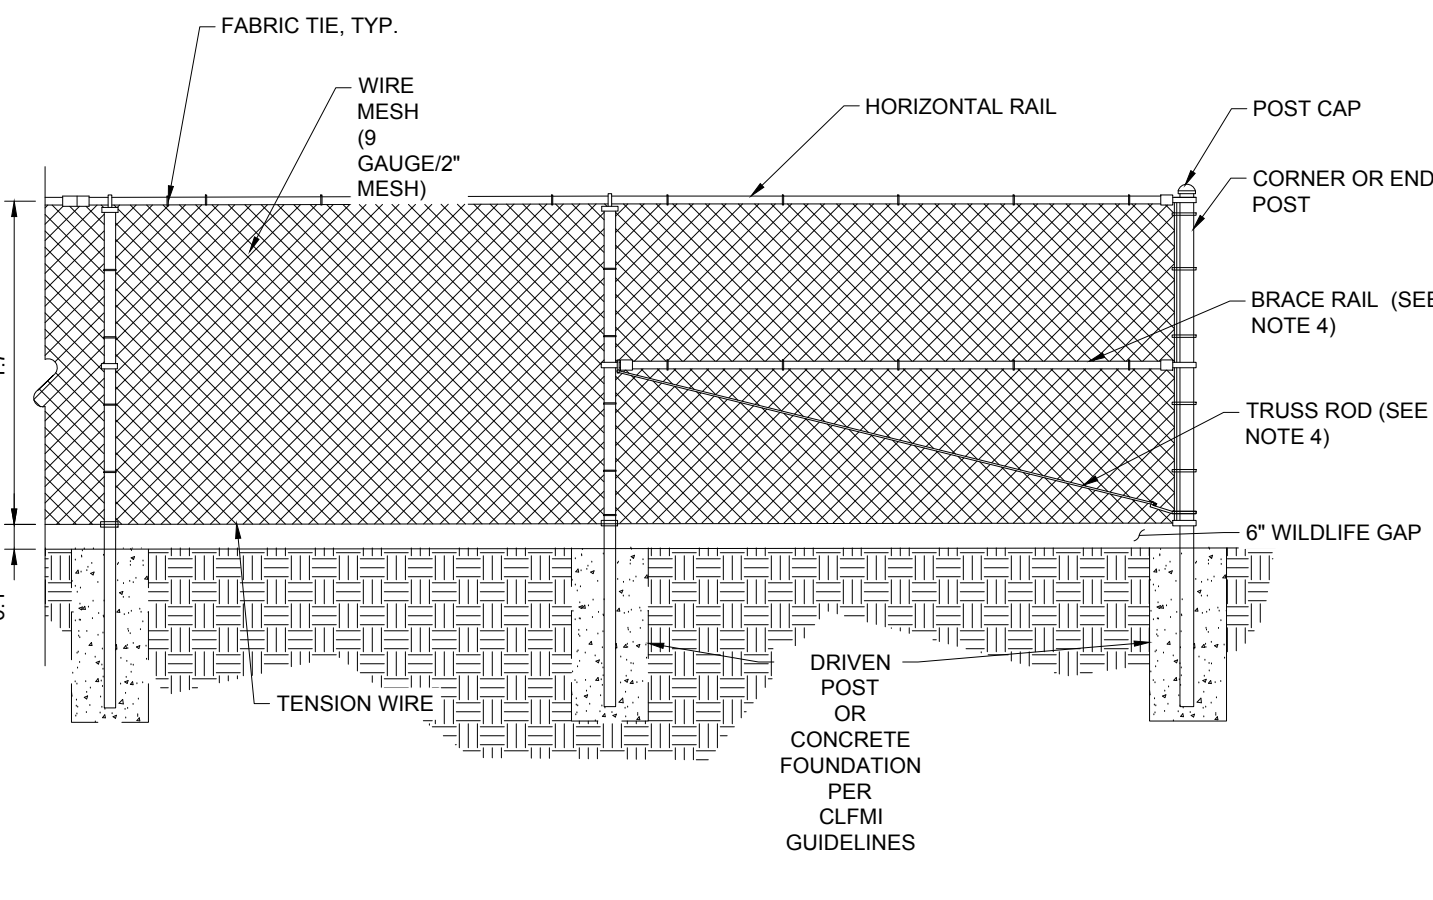 FABRIC TIE, TYP.
WIRE
MESH
(9
GAUGE/2"
MESH)
HORIZONTAL RAIL
POST CAP
CORNER OR END
POST
BRACE RAIL (SEE
NOTE 4)
TRUSS ROD (SEE
NOTE 4)
6" WILDLIFE GAP
TENSION WIRE
DRIVEN
POST
OR
CONCRETE
FOUNDATION
PER
CLFMI
GUIDELINES